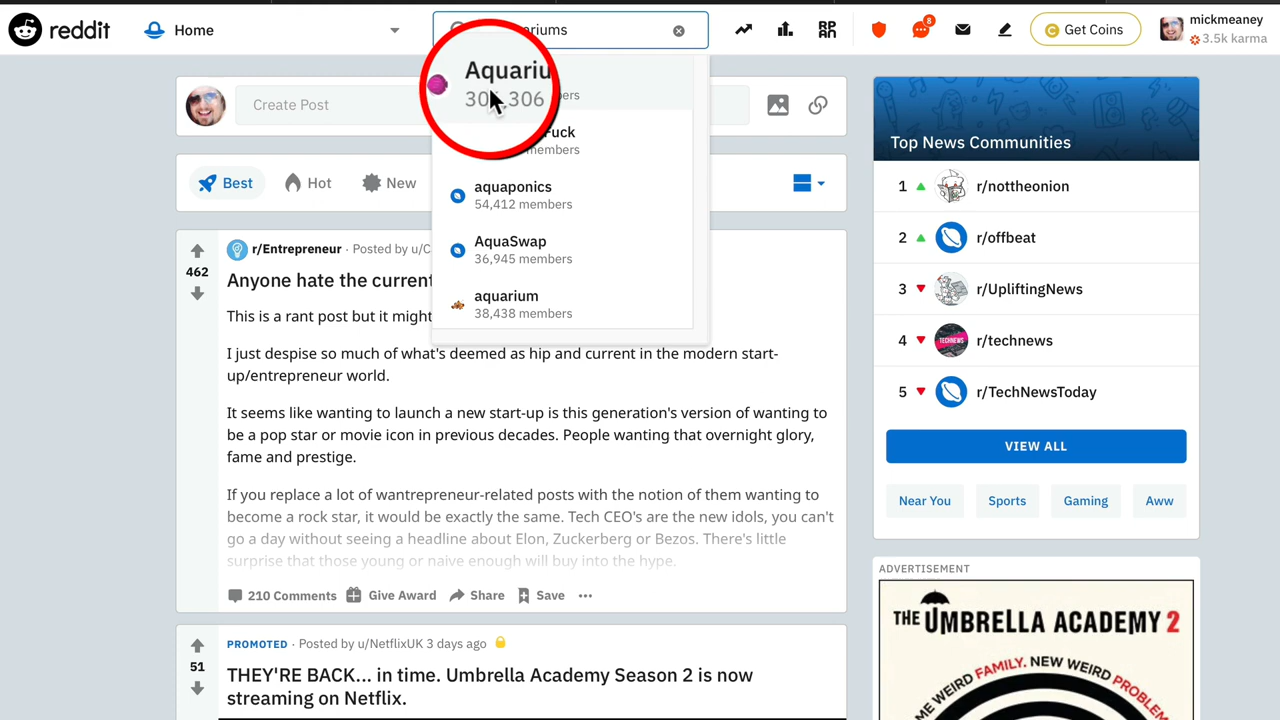 reddit
Home
riums
8
Get Coins
mickmeaney
3.5k karma
Aquariu
306
ers
Create Post
Fuck
members
Best
Hot
New
aquaponics
54,412 members
AquaSwap
36,945 members
aquarium
38,438 members
r/Entrepreneur · Posted by u/C
462
Anyone hate the current
This is a rant post but it might
I just despise so much of what's deemed as hip and current in the modern start-
up/entrepreneur world.
It seems like wanting to launch a new start-up is this generation's version of wanting to
be a pop star or movie icon in previous decades. People wanting that overnight glory,
fame and prestige.
If you replace a lot of wantrepreneur-related posts with the notion of them wanting to
become a rock star, it would be exactly the same. Tech CEO's are the new idols, you can't
go a day without seeing a headline about Elon, Zuckerberg or Bezos. There's little
surprise that those young or naive enough will buy into the hype.
210 Comments
Give Award
Share
Save
PROMOTED · Posted by u/NetflixUK 3 days ago
51
THEY'RE BACK... in time. Umbrella Academy Season 2 is now
streaming on Netflix.
Top News Communities
1 r/nottheonion
2 r/offbeat
3 r/UpliftingNews
4 r/technews
5 r/TechNewsToday
VIEW ALL
Near You
Sports
Gaming
Aww
ADVERTISEMENT
THE UMBRELLA ACADEMY 2
ME WEIRD FAMILY. NEW WEIRD PROBLEM